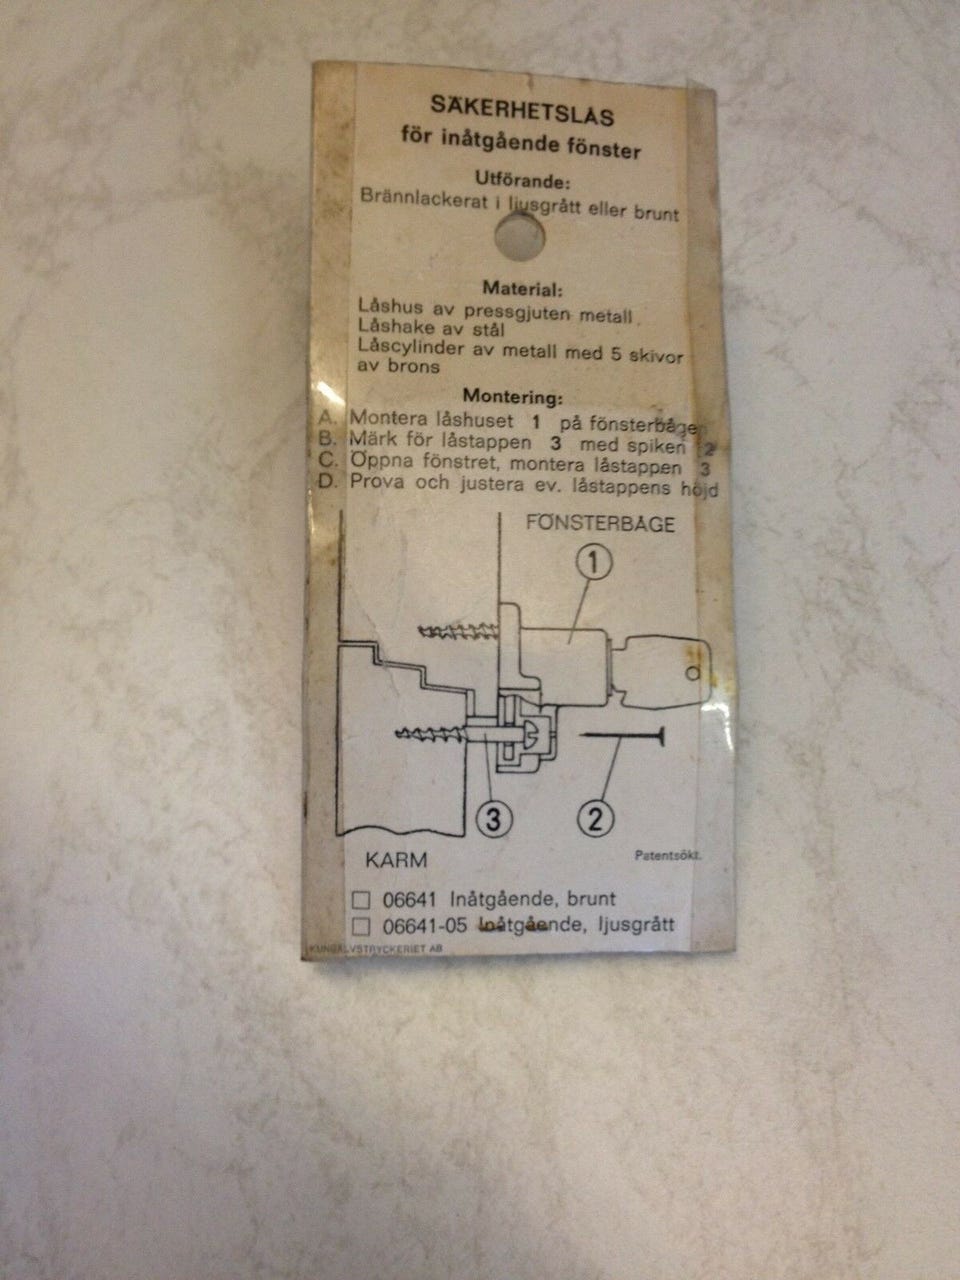 SÄKERHETSLÅS
för inåtgående fönster
Utförande:
Brännlackerat i ljusgrått eller brunt
Material:
Låshus av pressgjuten metall
Låshake av stål
Låscylinder av metall med 5 skivor
av brons
Montering:
A. Montera låshuset 1 på fönsterbågen
B. Märk för låstappen 3 med spiken 2
C. Öppna fönstret, montera låstappen 3
D. Prova och justera ev. låstappens höjd
FÖNSTERBÅGE
1
3
2
KARM
Patentsökt.
06641 Inåtgående, brunt
06641-05 Inåtgående, ljusgrått
KUNGÄLVSTRYCKERIET AB